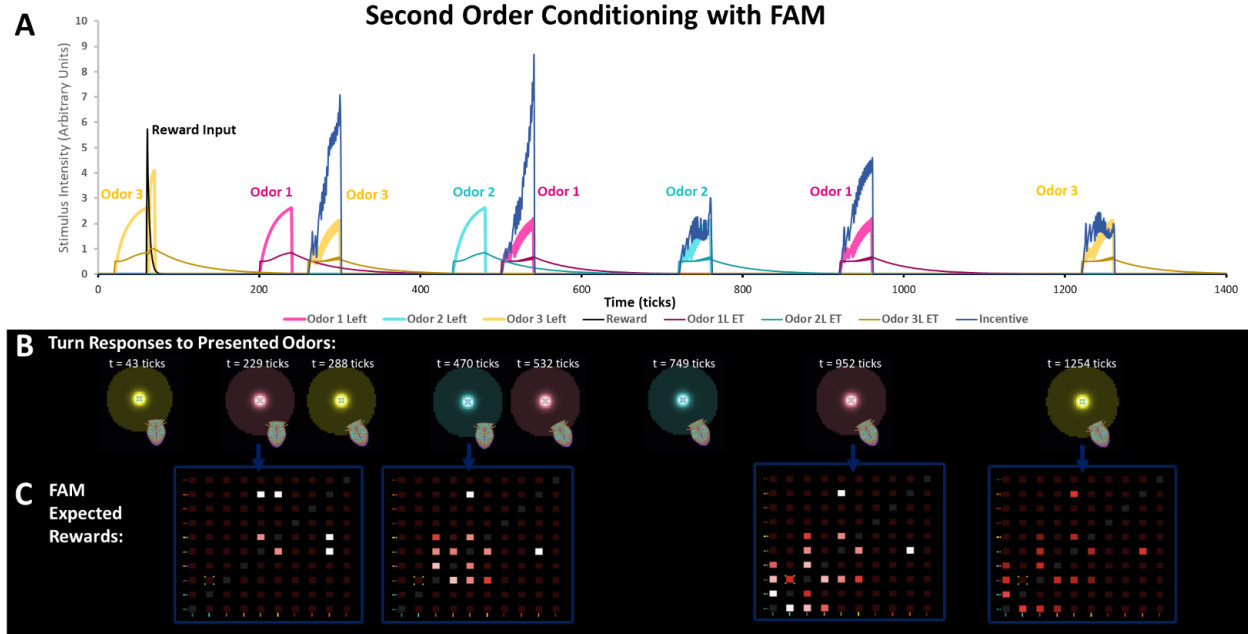 Second Order Conditioning with FAM
A
Stimulus Intensity (Arbitrary Units)
10
9
8
7
6
5
4
3
2
1
0
Reward Input
Odor 3
Odor 1
Odor 3
Odor 2
Odor 1
Odor 2
Odor 1
Odor 3
0 200 400 600 800 1000 1200 1400
Time (ticks)
Odor 1 Left Odor 2 Left Odor 3 Left Reward Odor 1L ET Odor 2L ET Odor 3L ET Incentive
B Turn Responses to Presented Odors:
t = 43 ticks t = 229 ticks t = 288 ticks t = 470 ticks t = 532 ticks t = 749 ticks t = 952 ticks t = 1254 ticks
C FAM
Expected
Rewards: